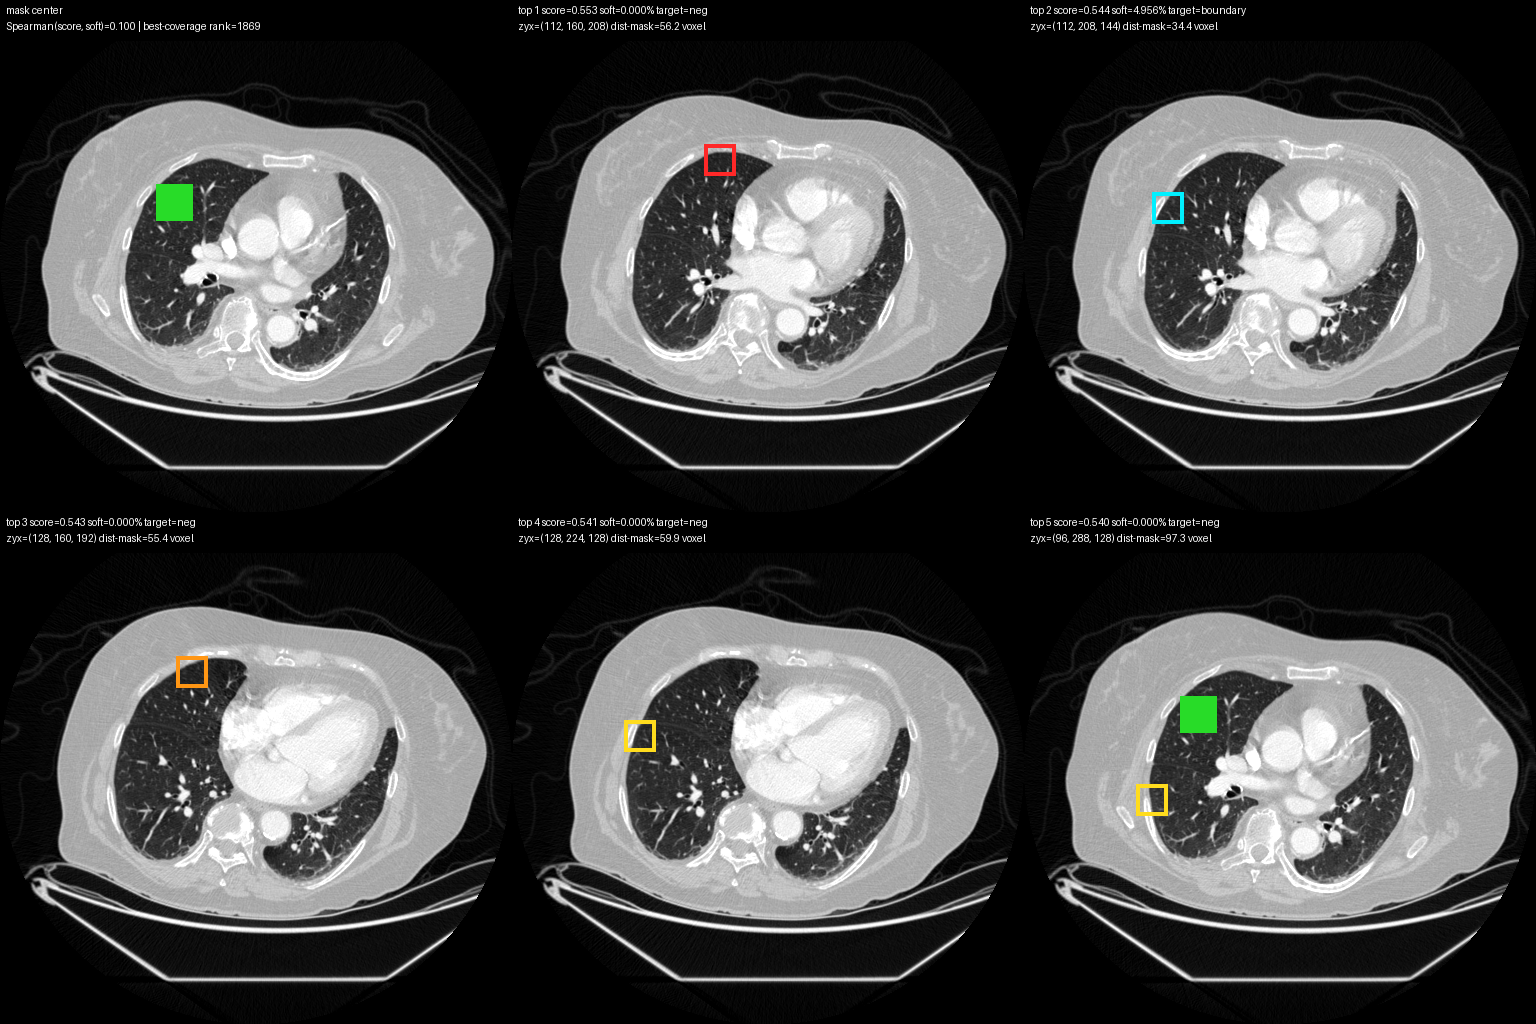 mask center
Spearman(score, soft)=0.100 | best-coverage rank=1869
top 1 score=0.553 soft=0.000% target=neg
zyx=(112, 160, 208) dist-mask=56.2 voxel
top 2 score=0.544 soft=4.956% target=boundary
zyx=(112, 208, 144) dist-mask=34.4 voxel
top 3 score=0.543 soft=0.000% target=neg
zyx=(128, 160, 192) dist-mask=55.4 voxel
top 4 score=0.541 soft=0.000% target=neg
zyx=(128, 224, 128) dist-mask=59.9 voxel
top 5 score=0.540 soft=0.000% target=neg
zyx=(96, 288, 128) dist-mask=97.3 voxel